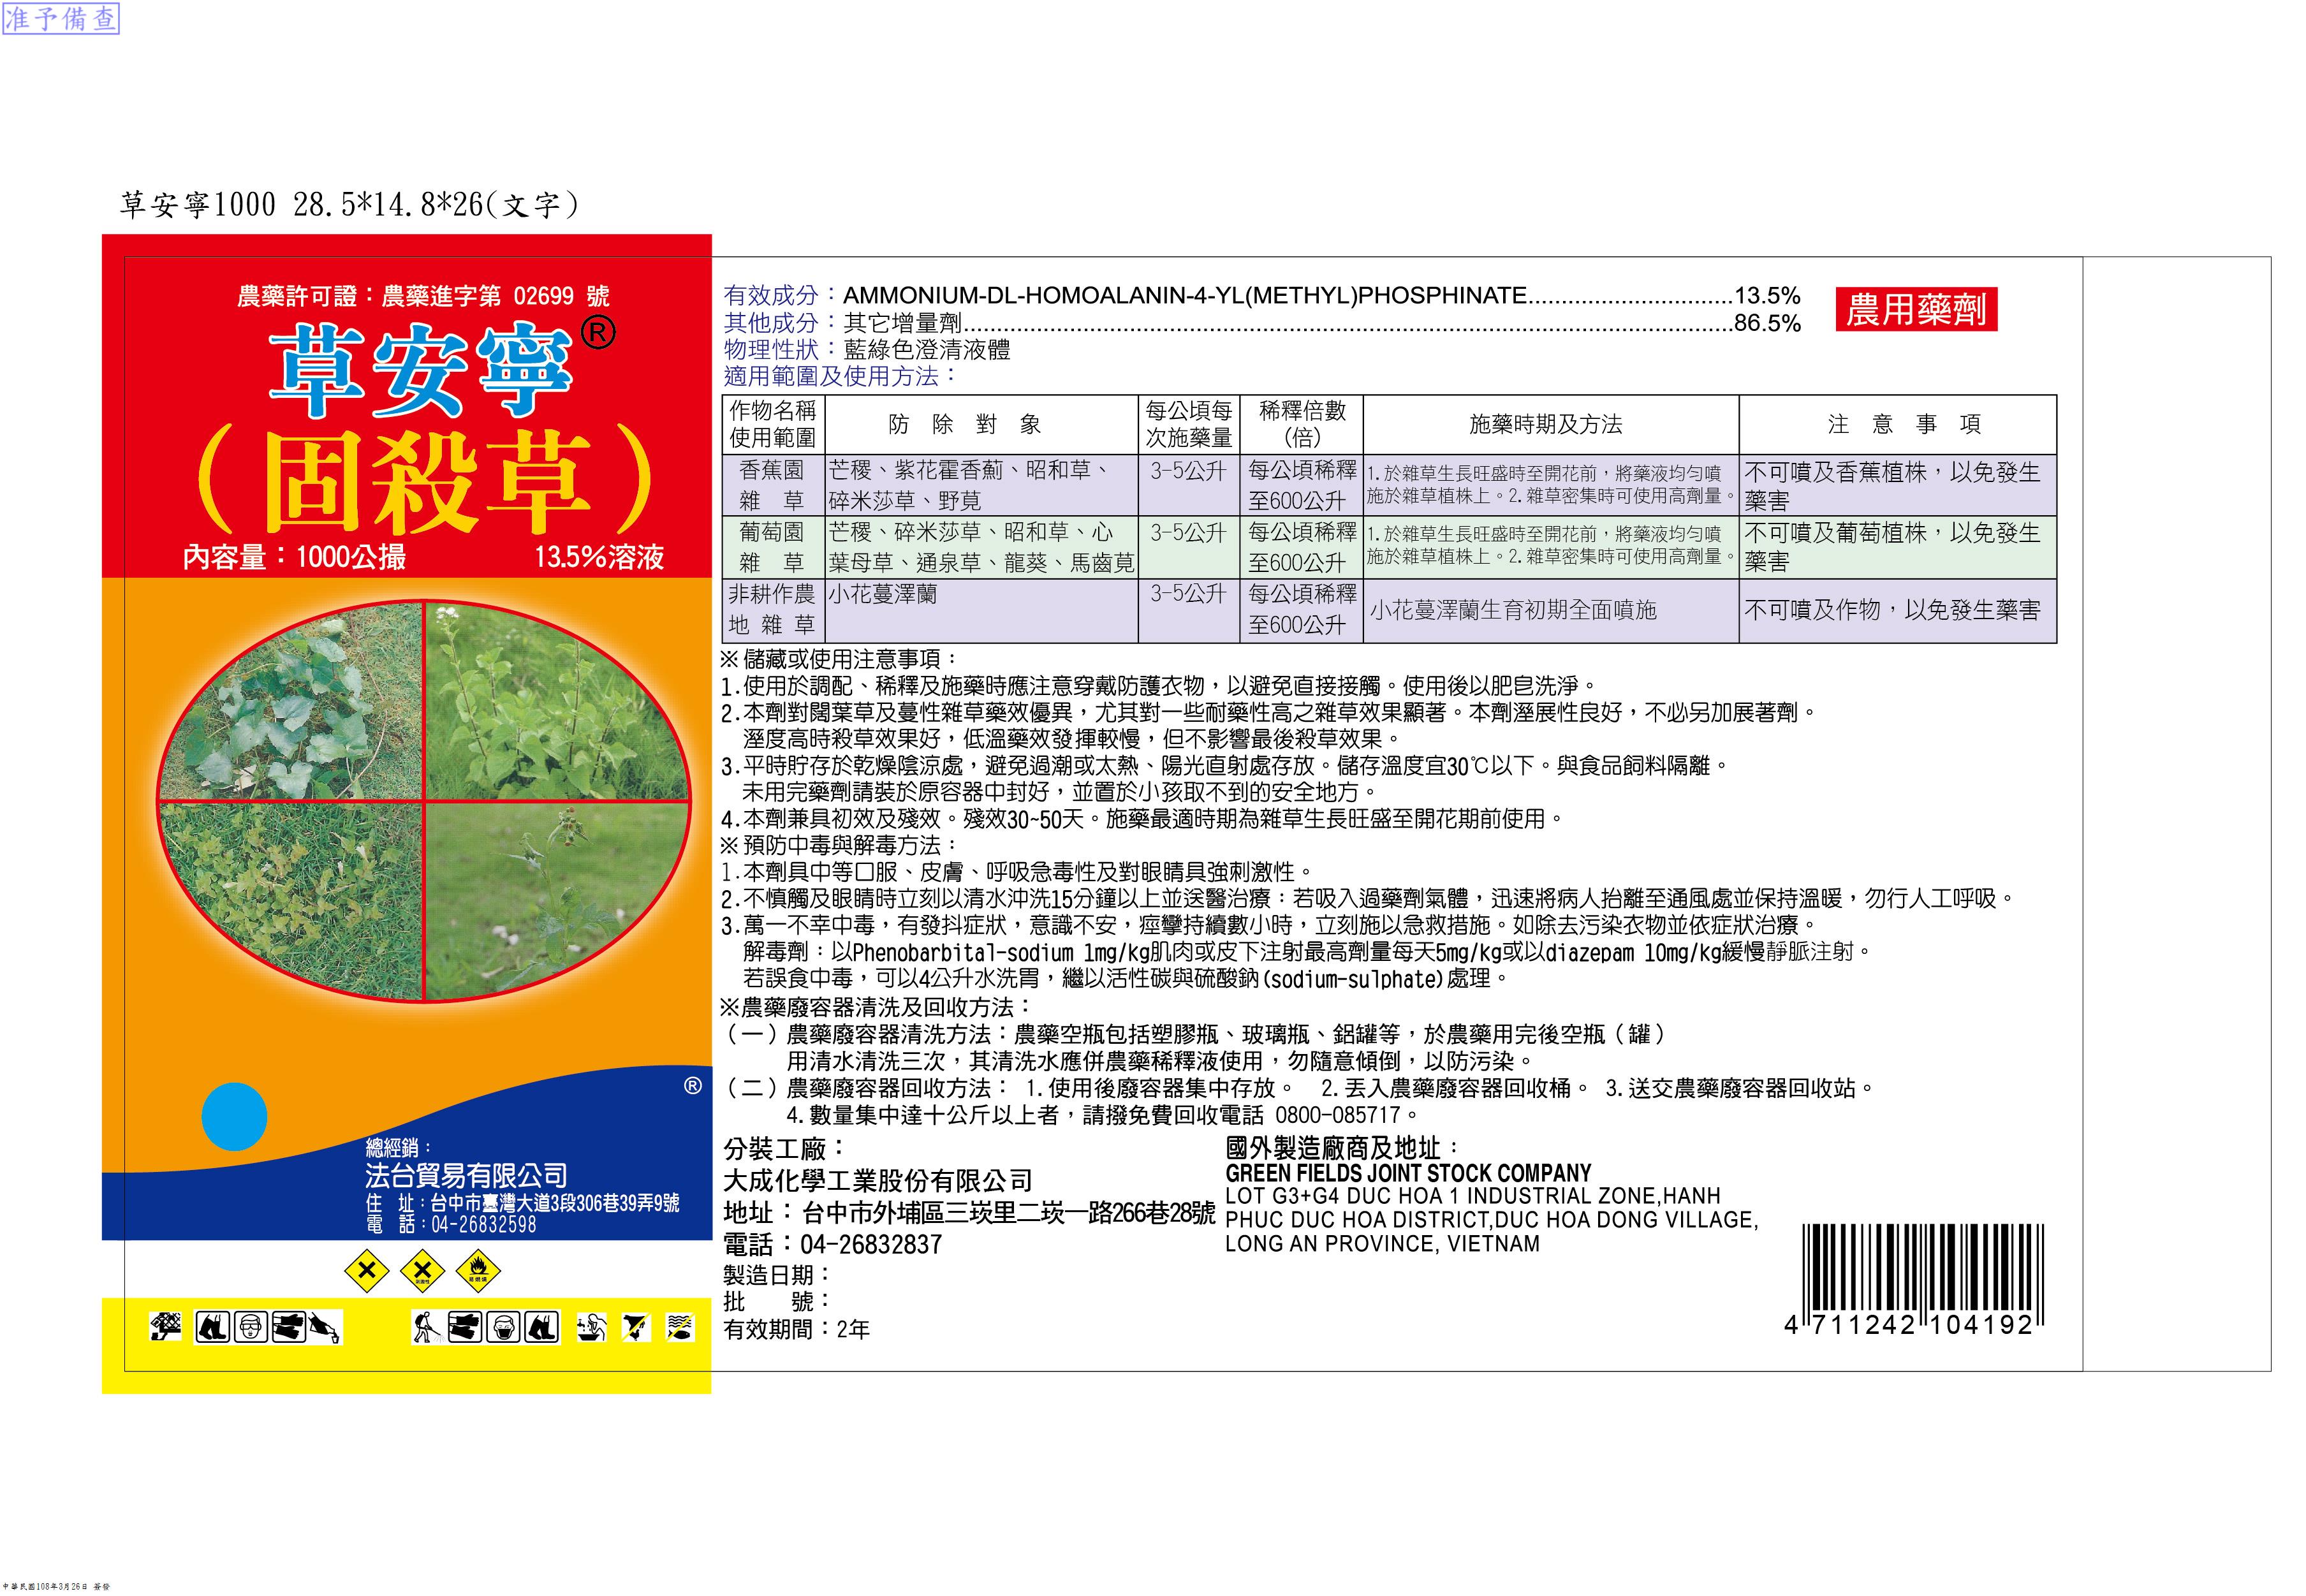 准予備查
草安寧1000 28.5*14.8*26(文字)
農藥許可證：農藥進字第 02699 號
草安寧®
（固殺草）
內容量：1000公撮 13.5%溶液
®
總經銷：
法台貿易有限公司
住 址：台中市臺灣大道3段306巷39弄9號
電 話：04-26832598
有效成分：AMMONIUM-DL-HOMOALANIN-4-YL(METHYL)PHOSPHINATE..............................13.5%
其他成分：其它增量劑....................................................................................................................86.5%
物理性狀：藍綠色澄清液體
適用範圍及使用方法：
農用藥劑
作物名稱使用範圍 防 除 對 象 每公頃每次施藥量 稀釋倍數(倍) 施藥時期及方法 注 意 事 項
香蕉園 芒稷、紫花霍香薊、昭和草、 3-5公升 每公頃稀釋 1.於雜草生長旺盛時至開花前，將藥液均勻噴 不可噴及香蕉植株，以免發生
雜 草 碎米莎草、野莧 至600公升 施於雜草植株上。2.雜草密集時可使用高劑量。 藥害
葡萄園 芒稷、碎米莎草、昭和草、心 3-5公升 每公頃稀釋 1.於雜草生長旺盛時至開花前，將藥液均勻噴 不可噴及葡萄植株，以免發生
雜 草 葉母草、通泉草、龍葵、馬齒莧 至600公升 施於雜草植株上。2.雜草密集時可使用高劑量。 藥害
非耕作農 小花蔓澤蘭 3-5公升 每公頃稀釋 小花蔓澤蘭生育初期全面噴施 不可噴及作物，以免發生藥害
地 雜 草 至600公升
※儲藏或使用注意事項：
1.使用於調配、稀釋及施藥時應注意穿戴防護衣物，以避免直接接觸。使用後以肥皂洗淨。
2.本劑對闊葉草及蔓性雜草藥效優異，尤其對一些耐藥性高之雜草效果顯著。本劑溼展性良好，不必另加展著劑。
溼度高時殺草效果好，低溫藥效發揮較慢，但不影響最後殺草效果。
3.平時貯存於乾燥陰涼處，避免過潮或太熱、陽光直射處存放。儲存溫度宜30℃以下。與食品飼料隔離。
未用完藥劑請裝於原容器中封好，並置於小孩取不到的安全地方。
4.本劑兼具初效及殘效。殘效30~50天。施藥最適時期為雜草生長旺盛至開花期前使用。
※預防中毒與解毒方法：
1.本劑具中等口服、皮膚、呼吸急毒性及對眼睛具強刺激性。
2.不慎觸及眼睛時立刻以清水沖洗15分鐘以上並送醫治療：若吸入過藥劑氣體，迅速將病人抬離至通風處並保持溫暖，勿行人工呼吸。
3.萬一不幸中毒，有發抖症狀，意識不安，痙攣持續數小時，立刻施以急救措施。如除去污染衣物並依症狀治療。
解毒劑：以Phenobarbital-sodium 1mg/kg肌肉或皮下注射最高劑量每天5mg/kg或以diazepam 10mg/kg緩慢靜脈注射。
若誤食中毒，可以4公升水洗胃，繼以活性碳與硫酸鈉(sodium-sulphate)處理。
※農藥廢容器清洗及回收方法：
（一）農藥廢容器清洗方法：農藥空瓶包括塑膠瓶、玻璃瓶、鋁罐等，於農藥用完後空瓶（罐）
用清水清洗三次，其清洗水應併農藥稀釋液使用，勿隨意傾倒，以防污染。
（二）農藥廢容器回收方法： 1.使用後廢容器集中存放。 2.丟入農藥廢容器回收桶。 3.送交農藥廢容器回收站。
4.數量集中達十公斤以上者，請撥免費回收電話 0800-085717。
分裝工廠：
大成化學工業股份有限公司
地址：台中市外埔區三崁里二崁一路266巷28號
電話：04-26832837
製造日期：
批 號：
有效期間：2年
國外製造廠商及地址：
GREEN FIELDS JOINT STOCK COMPANY
LOT G3+G4 DUC HOA 1 INDUSTRIAL ZONE,HANH
PHUC DUC HOA DISTRICT,DUC HOA DONG VILLAGE,
LONG AN PROVINCE, VIETNAM
4 711242 104192
中華民國108年3月26日 簽發